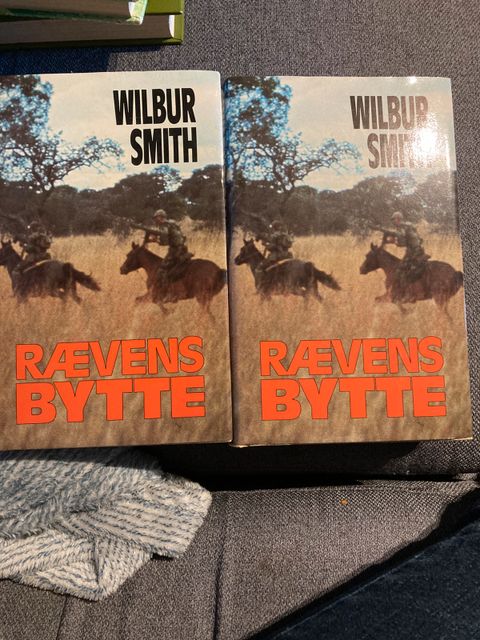 WILBUR
SMITH
RÆVENS
BYTTE
WILBUR
SMITH
RÆVENS
BYTTE